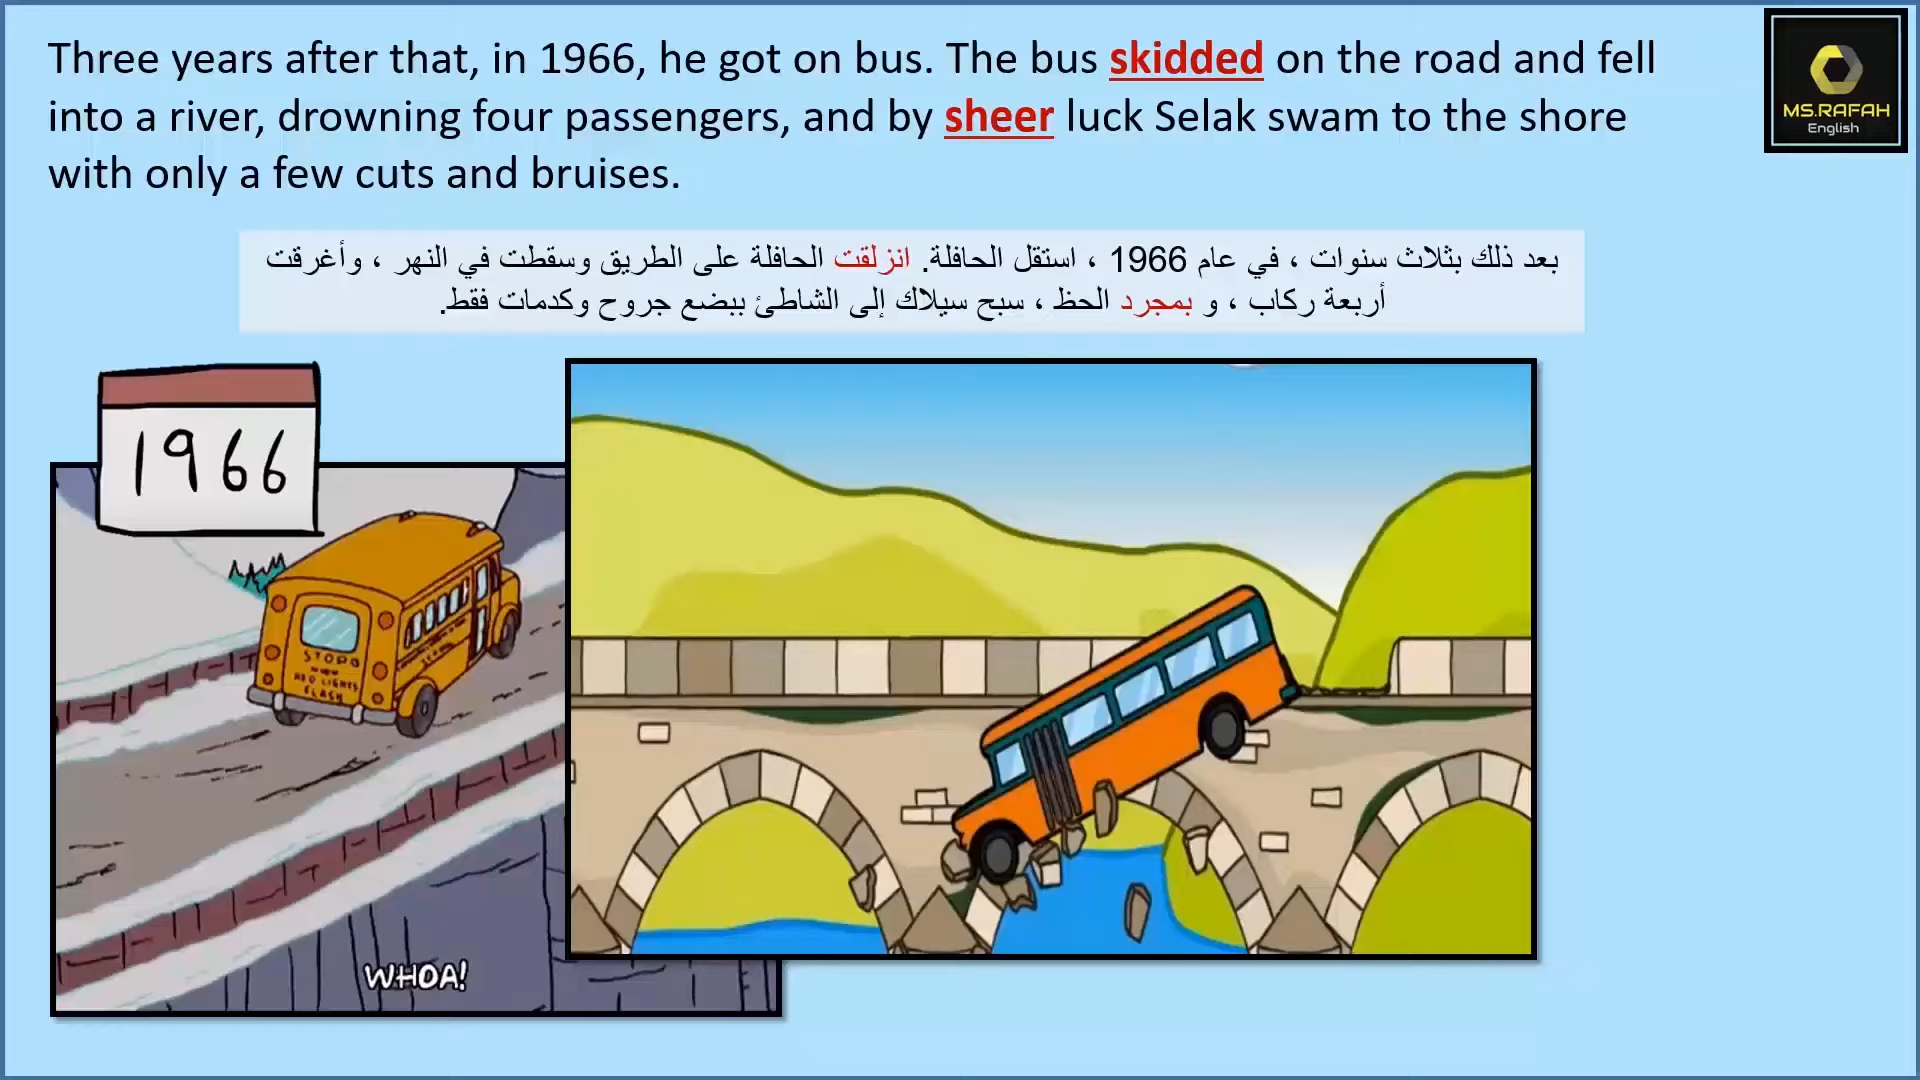 Three years after that, in 1966, he got on bus. The bus skidded on the road and fell
into a river, drowning four passengers, and by sheer luck Selak swam to the shore
with only a few cuts and bruises.
MS.RAFAH
English
بعد ذلك بثلاث سنوات ، في عام 1966 ، استقل الحافلة. انزلقت الحافلة على الطريق وسقطت في النهر ، وأغرقت
أربعة ركاب ، و بمجرد الحظ ، سبح سيلاك إلى الشاطئ ببضع جروح وكدمات فقط.
1966
RED LIGHTS
FLASH
WHOA!